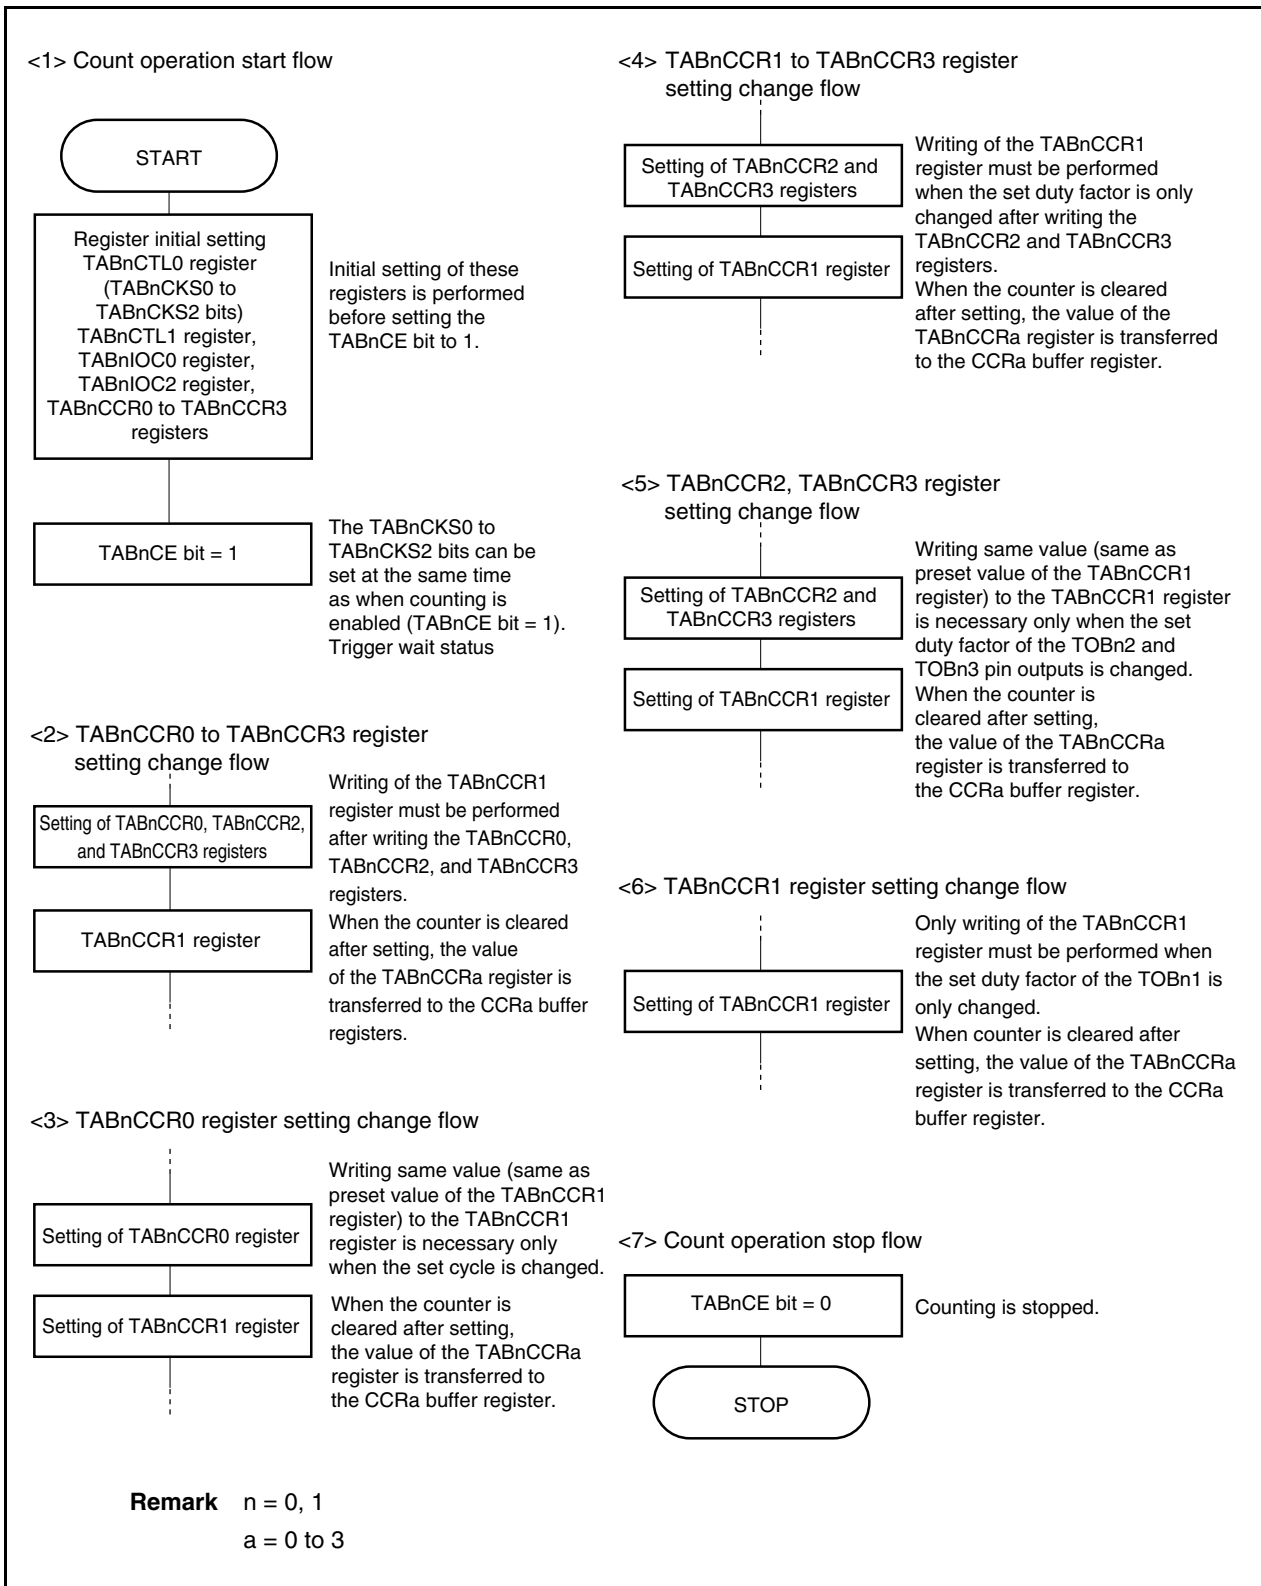 <1> Count operation start flow
START
Register initial setting
TABnCTL0 register
(TABnCKS0 to
TABnCKS2 bits)
TABnCTL1 register,
TABnIOC0 register,
TABnIOC2 register,
TABnCCR0 to TABnCCR3
registers
Initial setting of these
registers is performed
before setting the
TABnCE bit to 1.
TABnCE bit = 1
The TABnCKS0 to
TABnCKS2 bits can be
set at the same time
as when counting is
enabled (TABnCE bit = 1).
Trigger wait status
<2> TABnCCR0 to TABnCCR3 register
setting change flow
Setting of TABnCCR0, TABnCCR2,
and TABnCCR3 registers
TABnCCR1 register
Writing of the TABnCCR1
register must be performed
after writing the TABnCCR0,
TABnCCR2, and TABnCCR3
registers.
When the counter is cleared
after setting, the value
of the TABnCCRa register is
transferred to the CCRa buffer
registers.
<3> TABnCCR0 register setting change flow
Setting of TABnCCR0 register
Setting of TABnCCR1 register
Writing same value (same as
preset value of the TABnCCR1
register) to the TABnCCR1
register is necessary only
when the set cycle is changed.
When the counter is
cleared after setting,
the value of the TABnCCRa
register is transferred to
the CCRa buffer register.
<4> TABnCCR1 to TABnCCR3 register
setting change flow
Setting of TABnCCR2 and
TABnCCR3 registers
Setting of TABnCCR1 register
Writing of the TABnCCR1
register must be performed
when the set duty factor is only
changed after writing the
TABnCCR2 and TABnCCR3
registers.
When the counter is cleared
after setting, the value of the
TABnCCRa register is transferred
to the CCRa buffer register.
<5> TABnCCR2, TABnCCR3 register
setting change flow
Setting of TABnCCR2 and
TABnCCR3 registers
Setting of TABnCCR1 register
Writing same value (same as
preset value of the TABnCCR1
register) to the TABnCCR1 register
is necessary only when the set
duty factor of the TOBn2 and
TOBn3 pin outputs is changed.
When the counter is
cleared after setting,
the value of the TABnCCRa
register is transferred to
the CCRa buffer register.
<6> TABnCCR1 register setting change flow
Setting of TABnCCR1 register
Only writing of the TABnCCR1
register must be performed when
the set duty factor of the TOBn1 is
only changed.
When counter is cleared after
setting, the value of the TABnCCRa
register is transferred to the CCRa
buffer register.
<7> Count operation stop flow
TABnCE bit = 0
Counting is stopped.
STOP
Remark n = 0, 1
a = 0 to 3